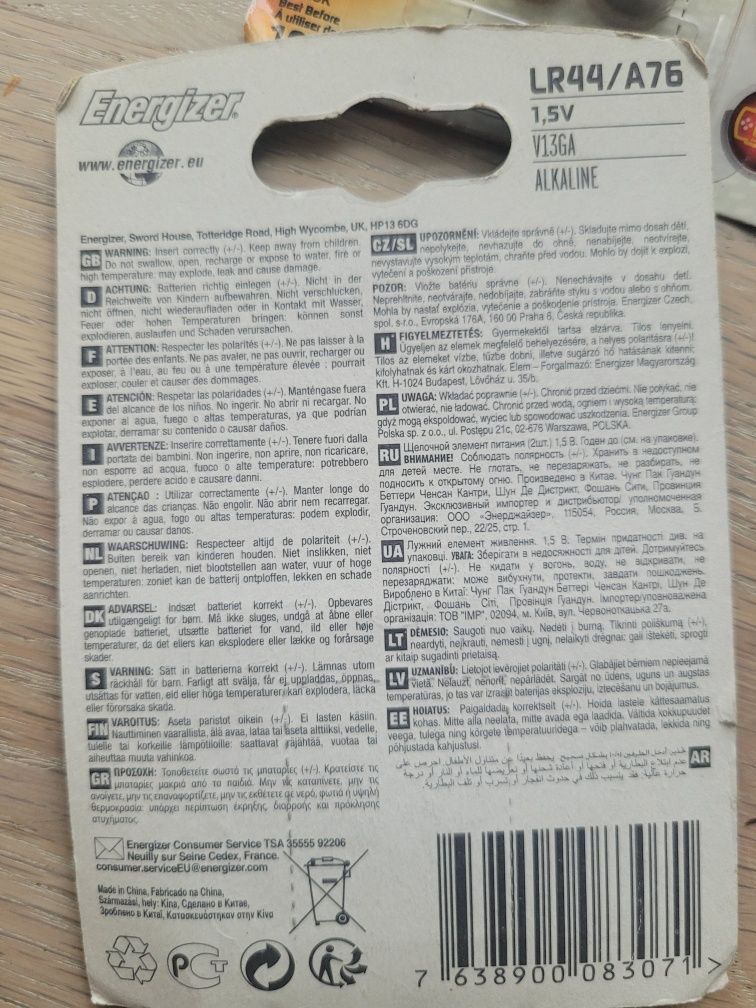 Best Before
À utiliser de
Energizer
www.energizer.eu
LR44/A76
1,5V
V13GA
ALKALINE
Energizer, Sword House, Totteridge Road, High Wycombe, UK, HP13 6DG
GB WARNING: Insert correctly (+/-). Keep away from children.
Do not swallow, open, recharge or expose to water, fire or
high temperature: may explode, leak and cause damage.
D ACHTUNG: Batterien richtig einlegen (+/-). Nicht in der
Reichweite von Kindern aufbewahren. Nicht verschlucken,
nicht öffnen, nicht wiederaufladen oder in Kontakt mit Wasser,
Feuer oder hohen Temperaturen bringen: können sonst
explodieren, auslaufen und Schaden verursachen.
F ATTENTION: Respecter les polarités (+/-). Ne pas laisser à la
portée des enfants. Ne pas avaler, ne pas ouvrir, recharger ou
exposer, à l'eau, au feu ou à une température élevée : pourrait
exploser, couler et causer des dommages.
E ATENCIÓN: Respetar las polaridades (+/-). Manténgase fuera
del alcance de los niños. No ingerir. No abrir ni recargar. No
exponer al agua, fuego o altas temperaturas, ya que podrían
explotar, derramar su contenido o causar daños.
I AVVERTENZE: Inserire correttamente (+/-). Tenere fuori dalla
portata dei bambini. Non ingerire, non aprire, non ricaricare,
non esporre ad acqua, fuoco o alte temperature: potrebbero
esplodere, perdere acido e causare danni.
P ATENÇAO : Utilizar correctamente (+/-). Manter longe do
alcance das crianças. Não engolir. Não abrir nem recarregar.
Não expor à agua, fogo ou altas temperaturas: podem explodir,
derramar ou causar danos.
NL WAARSCHUWING: Respecteer altijd de polariteit (+/-).
Buiten bereik van kinderen houden. Niet inslikken, niet
openen, niet herladen, niet blootstellen aan water, vuur of hoge
temperaturen: zoniet kan de batterij ontploffen, lekken en schade
aanrichten.
DK ADVARSEL: Indsæt batteriet korrekt (+/-). Opbevares
utilgængeligt for børn. Må ikke sluges, undgå at åbne eller
genoplade batteriet, udsætte batteriet for vand, ild eller høje
temperaturer, da det ellers kan eksplodere eller lække og forårsage
skader.
S VARNING: Sätt in batterierna korrekt (+/-). Lämnas utom
räckhåll för barn. Farligt att svälja, får ej uppladdas, öppnas,
utsättas för vatten, eld eller höga temperaturer: kan explodera, läcka
eller förorsaka skada.
FIN VAROITUS: Aseta paristot oikein (+/-). Ei lasten käsiin.
Nauttiminen vaarallista, älä avaa, lataa tai aseta alttiiksi, vedelle,
tulelle tai korkeille lämpötiloille: saattavat räjähtää, vuotaa tai
aiheuttaa muuta vahinkoa.
GR ΠΡΟΣΟΧΗ: Τοποθετείτε σωστά τις μπαταρίες (+/-). Κρατείστε τις
μπαταρίες μακριά από τα παιδιά. Μην τις καταπίνετε, μην τις
ανοίγετε, μην τις επαναφορτίζετε, μην τις εκθέτετε σε νερό, φωτιά ή υψηλή
θερμοκρασία: υπάρχει περίπτωση έκρηξης, διαρροής και πρόκλησης
ατυχήματος.
Energizer Consumer Service TSA 35555 92206
Neuilly sur Seine Cedex, France.
consumer.serviceEU@energizer.com
Made in China, Fabricado na China,
Származási, hely: Kína, Сделано в Китае,
Зроблено в Китаї, Κατασκευάστηκαν στην Κίνα
CZ/SL UPOZORNĚNÍ: Vkládejte správně (+/-). Skladujte mimo dosah dětí,
nepolykejte, nevhazujte do ohně, nenabíjejte, neotvírejte,
nevystavujte vysokým teplotám, chraňte před vodou. Mohlo by dojít k explozi,
vytečení a poškození přístroje.
POZOR: Vložte batériu správne (+/-). Nenechávejte v dosahu detí.
Neprehltnite, neotvárajte, nedobíjajte, zabráňte styku s vodou alebo s ohňom.
Mohla by nastať explózia, vytečenie a poškodenie prístroja. Energizer Czech,
spol. s.r.o., Evropská 176A, 160 00 Praha 6, Česká republika.
H FIGYELMEZTETÉS: Gyermekektől tartsa elzárva. Tilos lenyelni.
Ügyeljen az elemek megfelelő behelyezésére, a helyes polaritásra (+/-)!
Tilos az elemeket vízbe, tűzbe dobni, illetve sugárzó hő hatásának kitenni;
kifolyhatnak és kárt okozhatnak. Elem – Forgalmazó: Energizer Magyarország
Kft. H-1024 Budapest, Lövőház u. 35/b.
PL UWAGA: Wkładać poprawnie (+/-). Chronić przed dziećmi. Nie połykać, nie
otwierać, nie ładować. Chronić przed wodą, ogniem i wysoką temperaturą:
gdyż mogą eksplodować, wyciec lub spowodować uszkodzenia. Energizer Group
Polska sp. z o.o., ul. Postępu 21c, 02-676 Warszawa, POLSKA.
RU Щелочной элемент питания (2шт.) 1,5 В. Годен до (см. на упаковке).
ВНИМАНИЕ! Соблюдать полярность (+/-). Хранить в недоступном
для детей месте. Не глотать, не перезаряжать, не разбирать, не
подносить к открытому огню. Произведено в Китае. Чунг Пак Гуандун
Беттери Ченсан Кантри, Шун Де Дистрикт, Фошань Сити, Провинция
Гуандун. Эксклюзивный импортер и дистрибьютор/ уполномоченная
организация: ООО «Энерджайзер», 115054, Россия, Москва, Б.
Строченовский пер., 22/25, стр. 1.
UA Лужний елемент живлення. 1,5 В. Термін придатності див. на
упаковці. УВАГА: Зберігати в недосяжності для дітей. Дотримуйтесь
полярності (+/-). Не кидати у вогонь, воду, не відкривати, не
перезаряджати: може вибухнути, протекти, завдати пошкоджень.
Вироблено в Китаї: Чунг Пак Гуандун Беттері Ченсан Кантрі, Шун Де
Дістрікт, Фошань Сіті, Провінція Гуандун. Імпортер/уповноважена
організація: ТОВ "ІМР", 02094, м. Київ, вул. Червоноткацька 27а.
LT DĖMESIO: Saugoti nuo vaikų. Nedėti į burną. Tikrinti poliškumą (+/-),
neardyti, neįkrauti, nemesti į ugnį, nelaikyti drėgnai: gali ištekėti, sprogti
ar kitaip sugadinti prietaisą.
LV UZMANĪBU: Lietojot ievērojiet polaritāti (+/-). Glabājiet bērniem nepieejamā
vietā. Nelauzt, nenorīt, nepārlādēt. Sargāt no ūdens, uguns un augstas
temperatūras, jo tas var izraisīt baterijas eksploziju, iztecēšanu un bojājumus.
EE HOIATUS: Paigaldada korrektselt (+/-). Hoida lastele kättesaamatus
kohas. Mitte alla neelata, mitte avada ega laadida. Vältida kokkupuudet
veega, tulega ning kõrgete temperatuuridega – võib plahvatada, lekkida ning
põhjustada kahjustusi.
AR
7 638900 083071 >